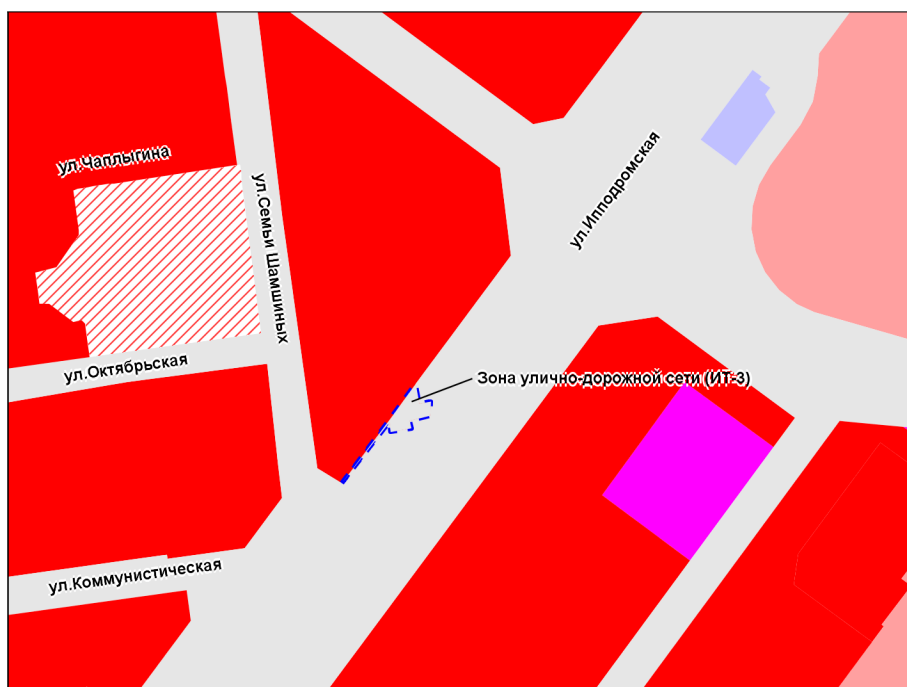 ул.Чаплыгина
ул.Семьи Шамшиных
ул.Ипподромская
ул.Октябрьская
Зона улично-дорожной сети (ИТ-3)
ул.Коммунистическая